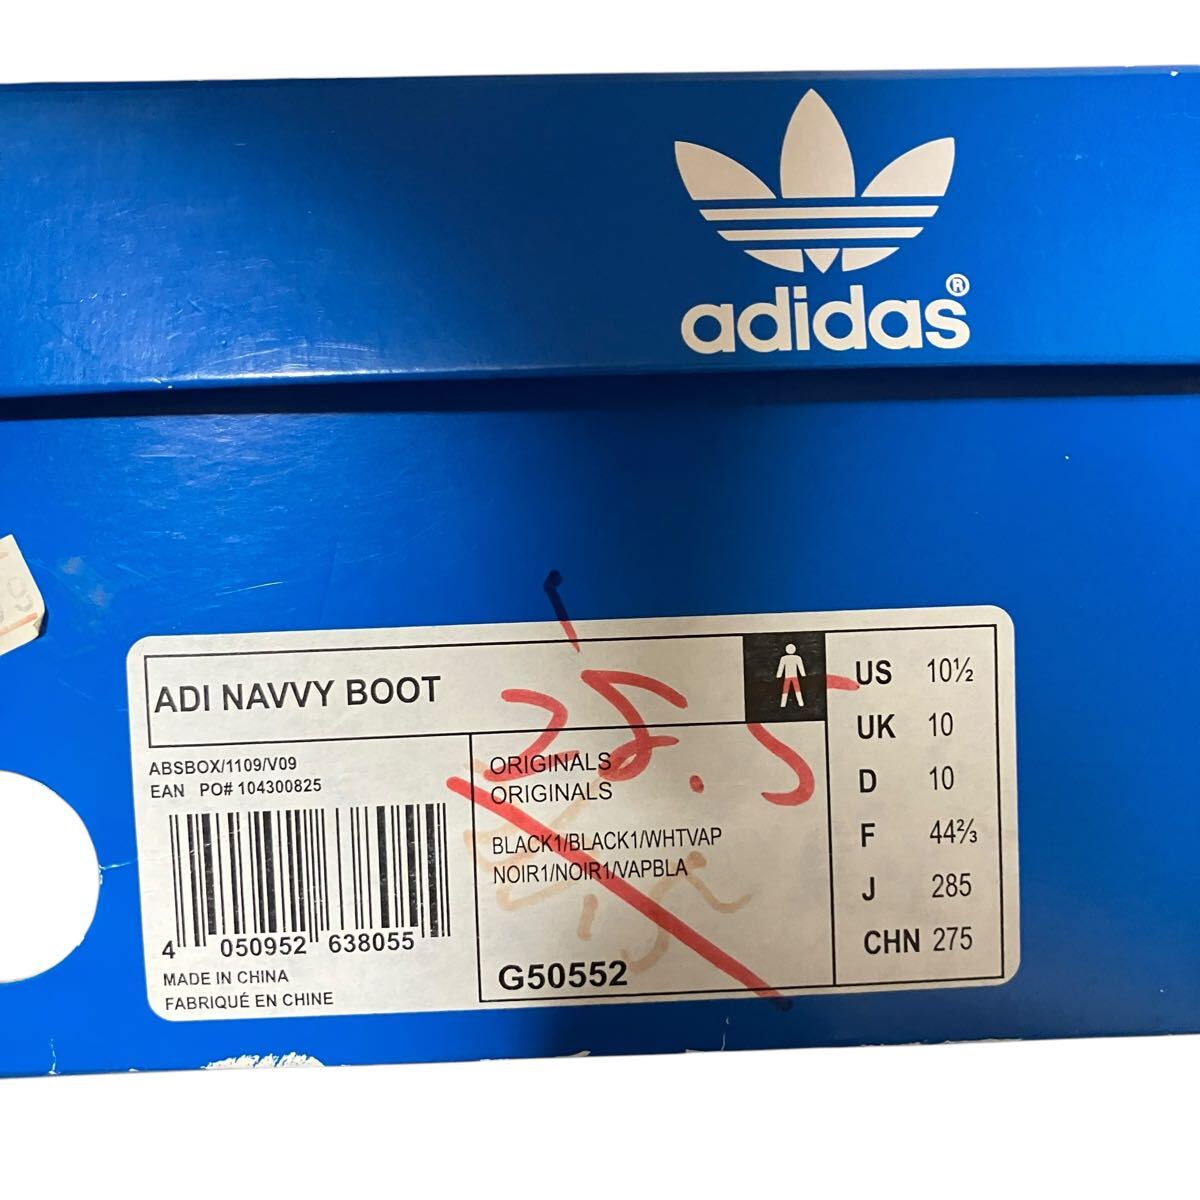 adidas®
ADI NAVVY BOOT
ABSBOX/1109/V09
EAN PO# 104300825
4 050952 638055
MADE IN CHINA
FABRIQUÉ EN CHINE
28.5
ORIGINALS
ORIGINALS
BLACK1/BLACK1/WHTVAP
NOIR1/NOIR1/VAPBLA
G50552
US 10½
UK 10
D 10
F 44⅔
J 285
CHN 275